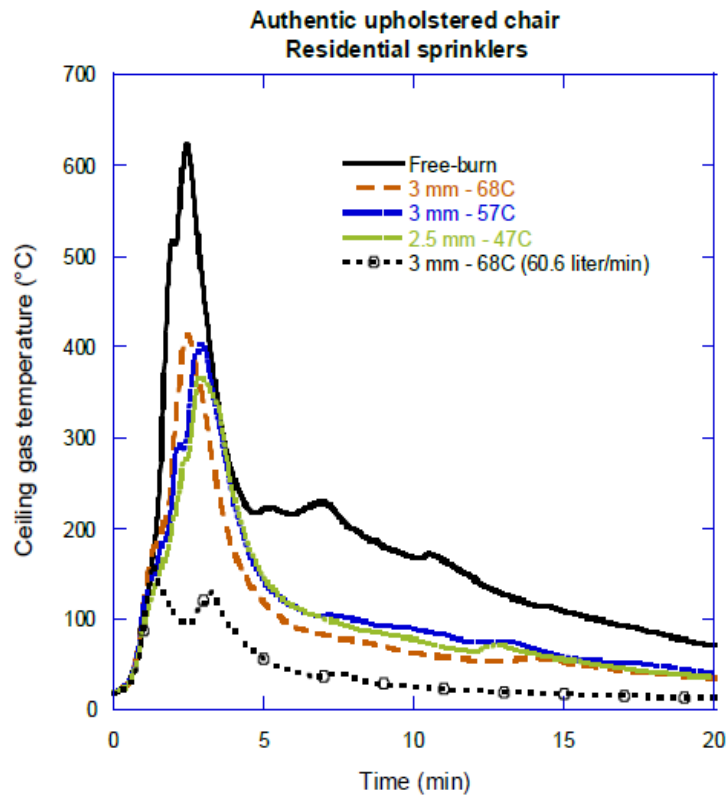 Authentic upholstered chair
Residential sprinklers
700
600
500
400
300
200
100
0
Ceiling gas temperature (°C)
Free-burn
3 mm - 68C
3 mm - 57C
2.5 mm - 47C
3 mm - 68C (60.6 liter/min)
0 5 10 15 20
Time (min)